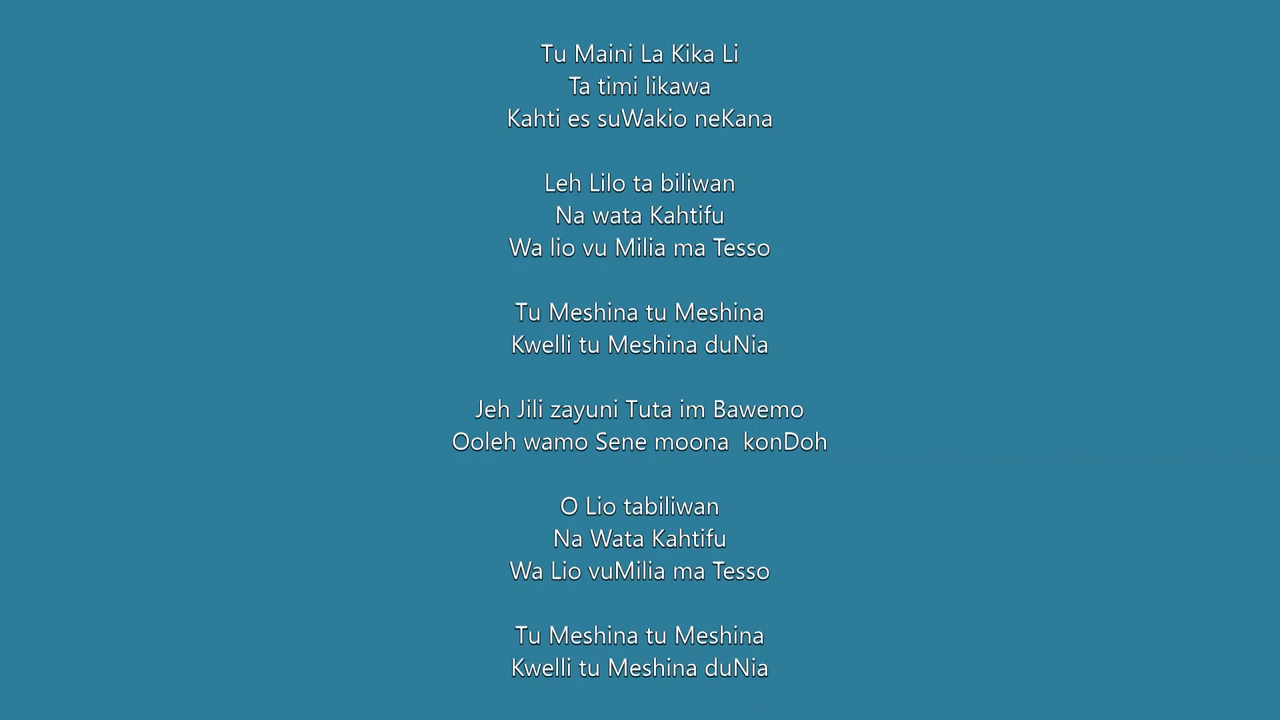 Tu Maini La Kika Li
Ta timi likawa
Kahti es suWakio neKana
Leh Lilo ta biliwan
Na wata Kahtifu
Wa lio vu Milia ma Tesso
Tu Meshina tu Meshina
Kwelli tu Meshina duNia
Jeh Jili zayuni Tuta im Bawemo
Ooleh wamo Sene moona  konDoh
O Lio tabiliwan
Na Wata Kahtifu
Wa Lio vuMilia ma Tesso
Tu Meshina tu Meshina
Kwelli tu Meshina duNia